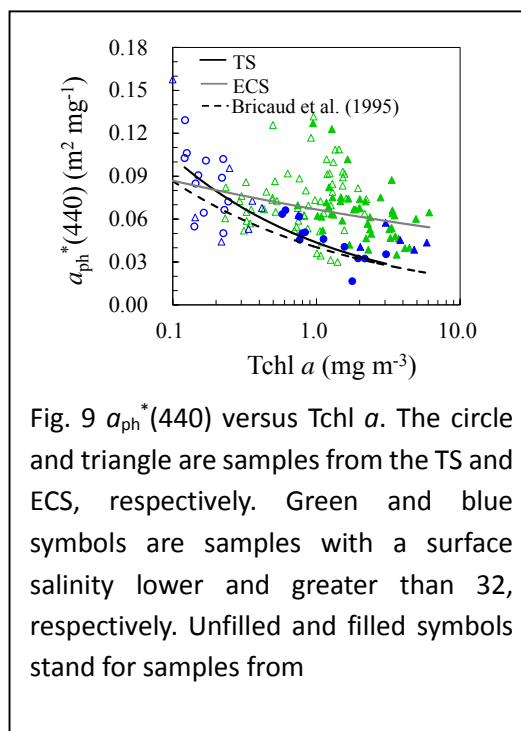 0.18
0.15
0.12
0.09
0.06
0.03
0.00
a_ph*(440) (m² mg⁻¹)
TS
ECS
Bricaud et al. (1995)
0.1 1.0 10.0
Tchl a (mg m⁻³)
Fig. 9 a_ph*(440) versus Tchl a. The circle
and triangle are samples from the TS and
ECS, respectively. Green and blue
symbols are samples with a surface
salinity lower and greater than 32,
respectively. Unfilled and filled symbols
stand for samples from